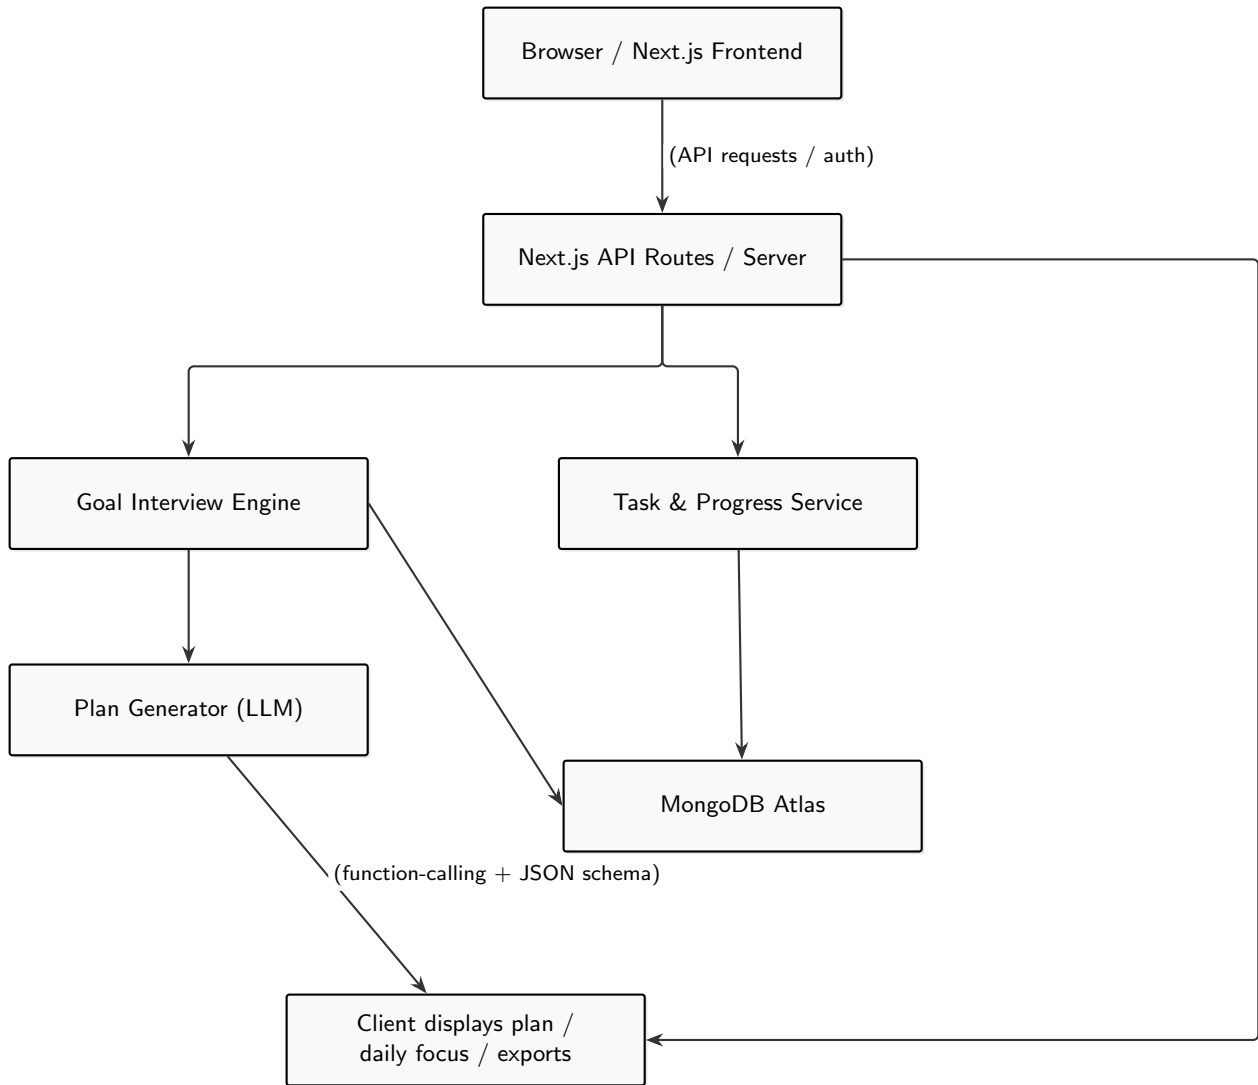 Browser / Next.js Frontend
(API requests / auth)
Next.js API Routes / Server
Goal Interview Engine
Task & Progress Service
Plan Generator (LLM)
MongoDB Atlas
(function-calling + JSON schema)
Client displays plan /
daily focus / exports